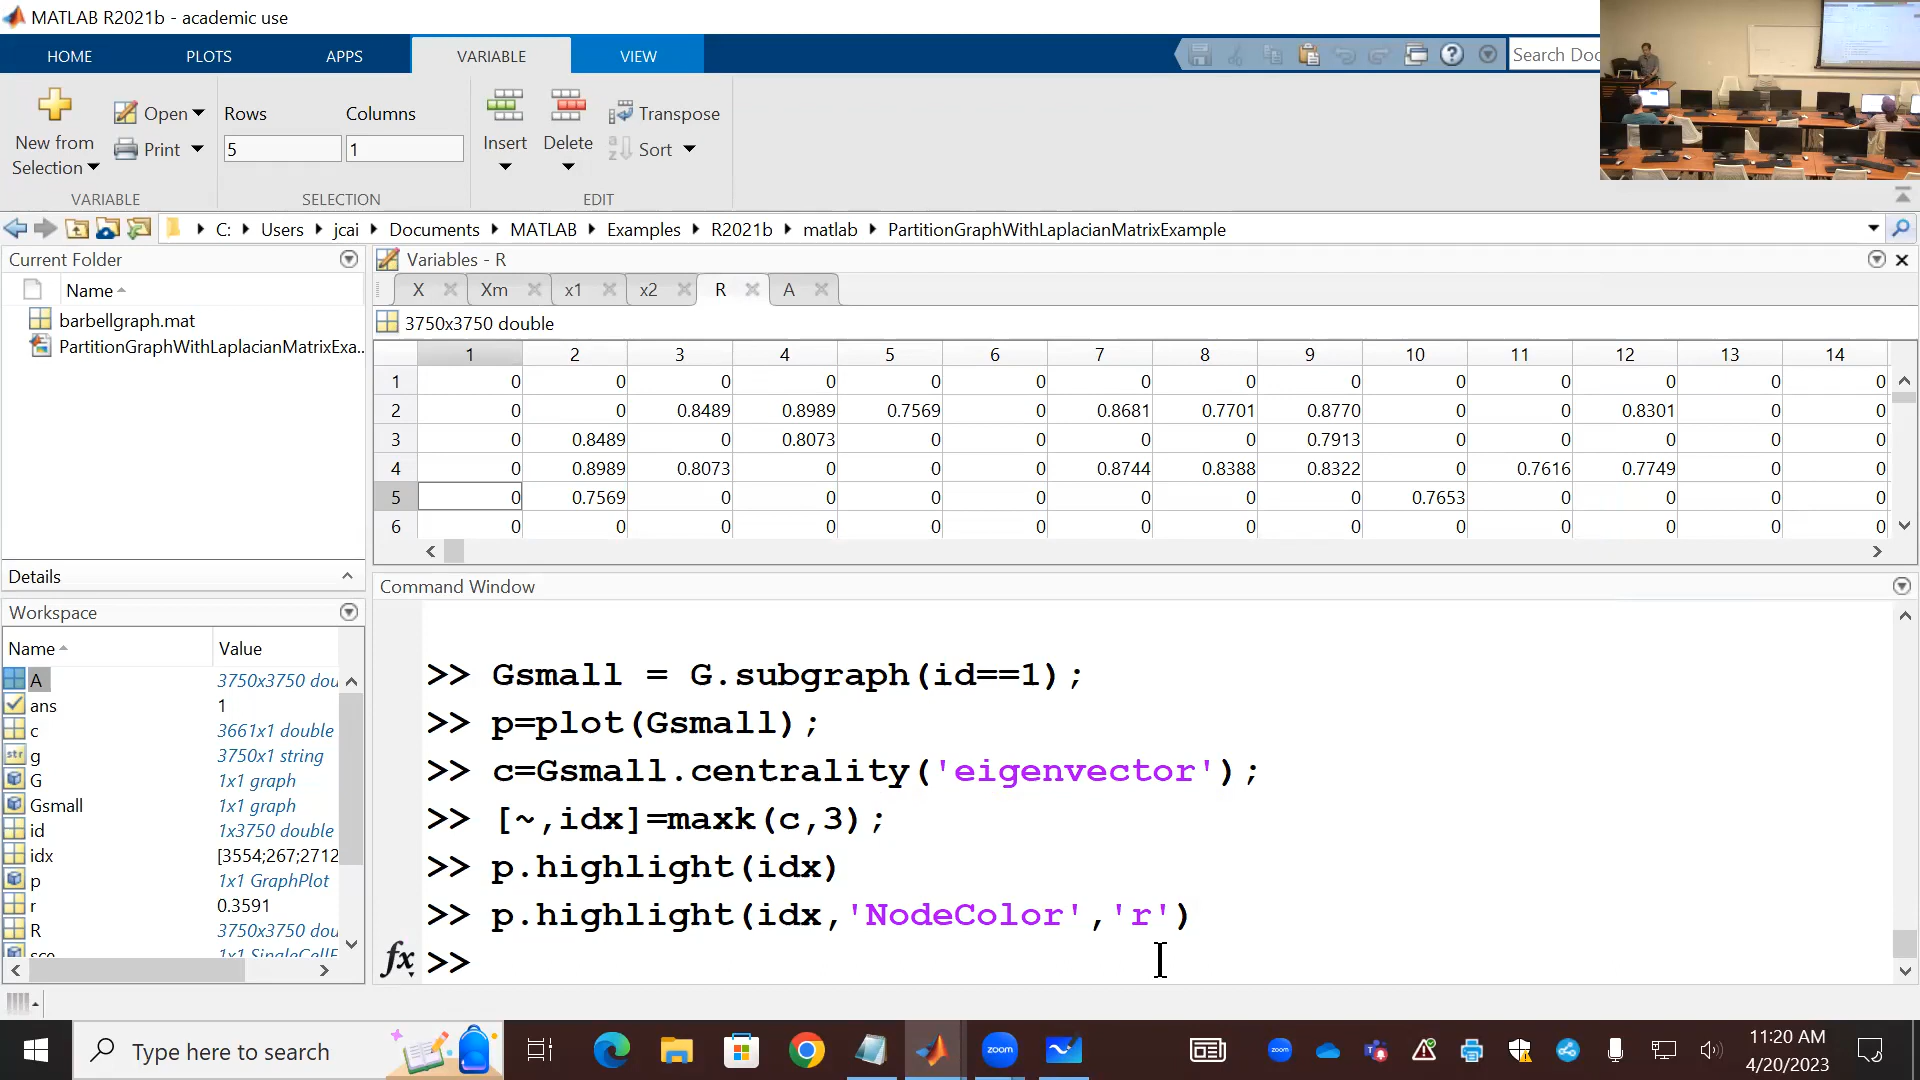 MATLAB R2021b - academic use
HOME PLOTS APPS VARIABLE VIEW Search Doc
New from Selection Open Print Rows 5 Columns 1 Insert Delete Transpose Sort
VARIABLE SELECTION EDIT
C: Users jcai Documents MATLAB Examples R2021b matlab PartitionGraphWithLaplacianMatrixExample
Current Folder
Name
barbellgraph.mat
PartitionGraphWithLaplacianMatrixExa..
Details
Workspace
Name Value
A 3750x3750 dou
ans 1
c 3661x1 double
g 3750x1 string
G 1x1 graph
Gsmall 1x1 graph
id 1x3750 double
idx [3554;267;2712
p 1x1 GraphPlot
r 0.3591
R 3750x3750 dou
sce 1x1 SingleCellE
Variables - R
X Xm x1 x2 R A
3750x3750 double
1 2 3 4 5 6 7 8 9 10 11 12 13 14
1 0 0 0 0 0 0 0 0 0 0 0 0 0 0
2 0 0 0.8489 0.8989 0.7569 0 0.8681 0.7701 0.8770 0 0 0.8301 0 0
3 0 0.8489 0 0.8073 0 0 0 0 0.7913 0 0 0 0 0
4 0 0.8989 0.8073 0 0 0 0.8744 0.8388 0.8322 0 0.7616 0.7749 0 0
5 0 0.7569 0 0 0 0 0 0 0 0.7653 0 0 0 0
6 0 0 0 0 0 0 0 0 0 0 0 0 0 0
Command Window
>> Gsmall = G.subgraph(id==1);
>> p=plot(Gsmall);
>> c=Gsmall.centrality('eigenvector');
>> [~,idx]=maxk(c,3);
>> p.highlight(idx)
>> p.highlight(idx,'NodeColor','r')
fx >>
Type here to search
zoom
zoom
11:20 AM
4/20/2023